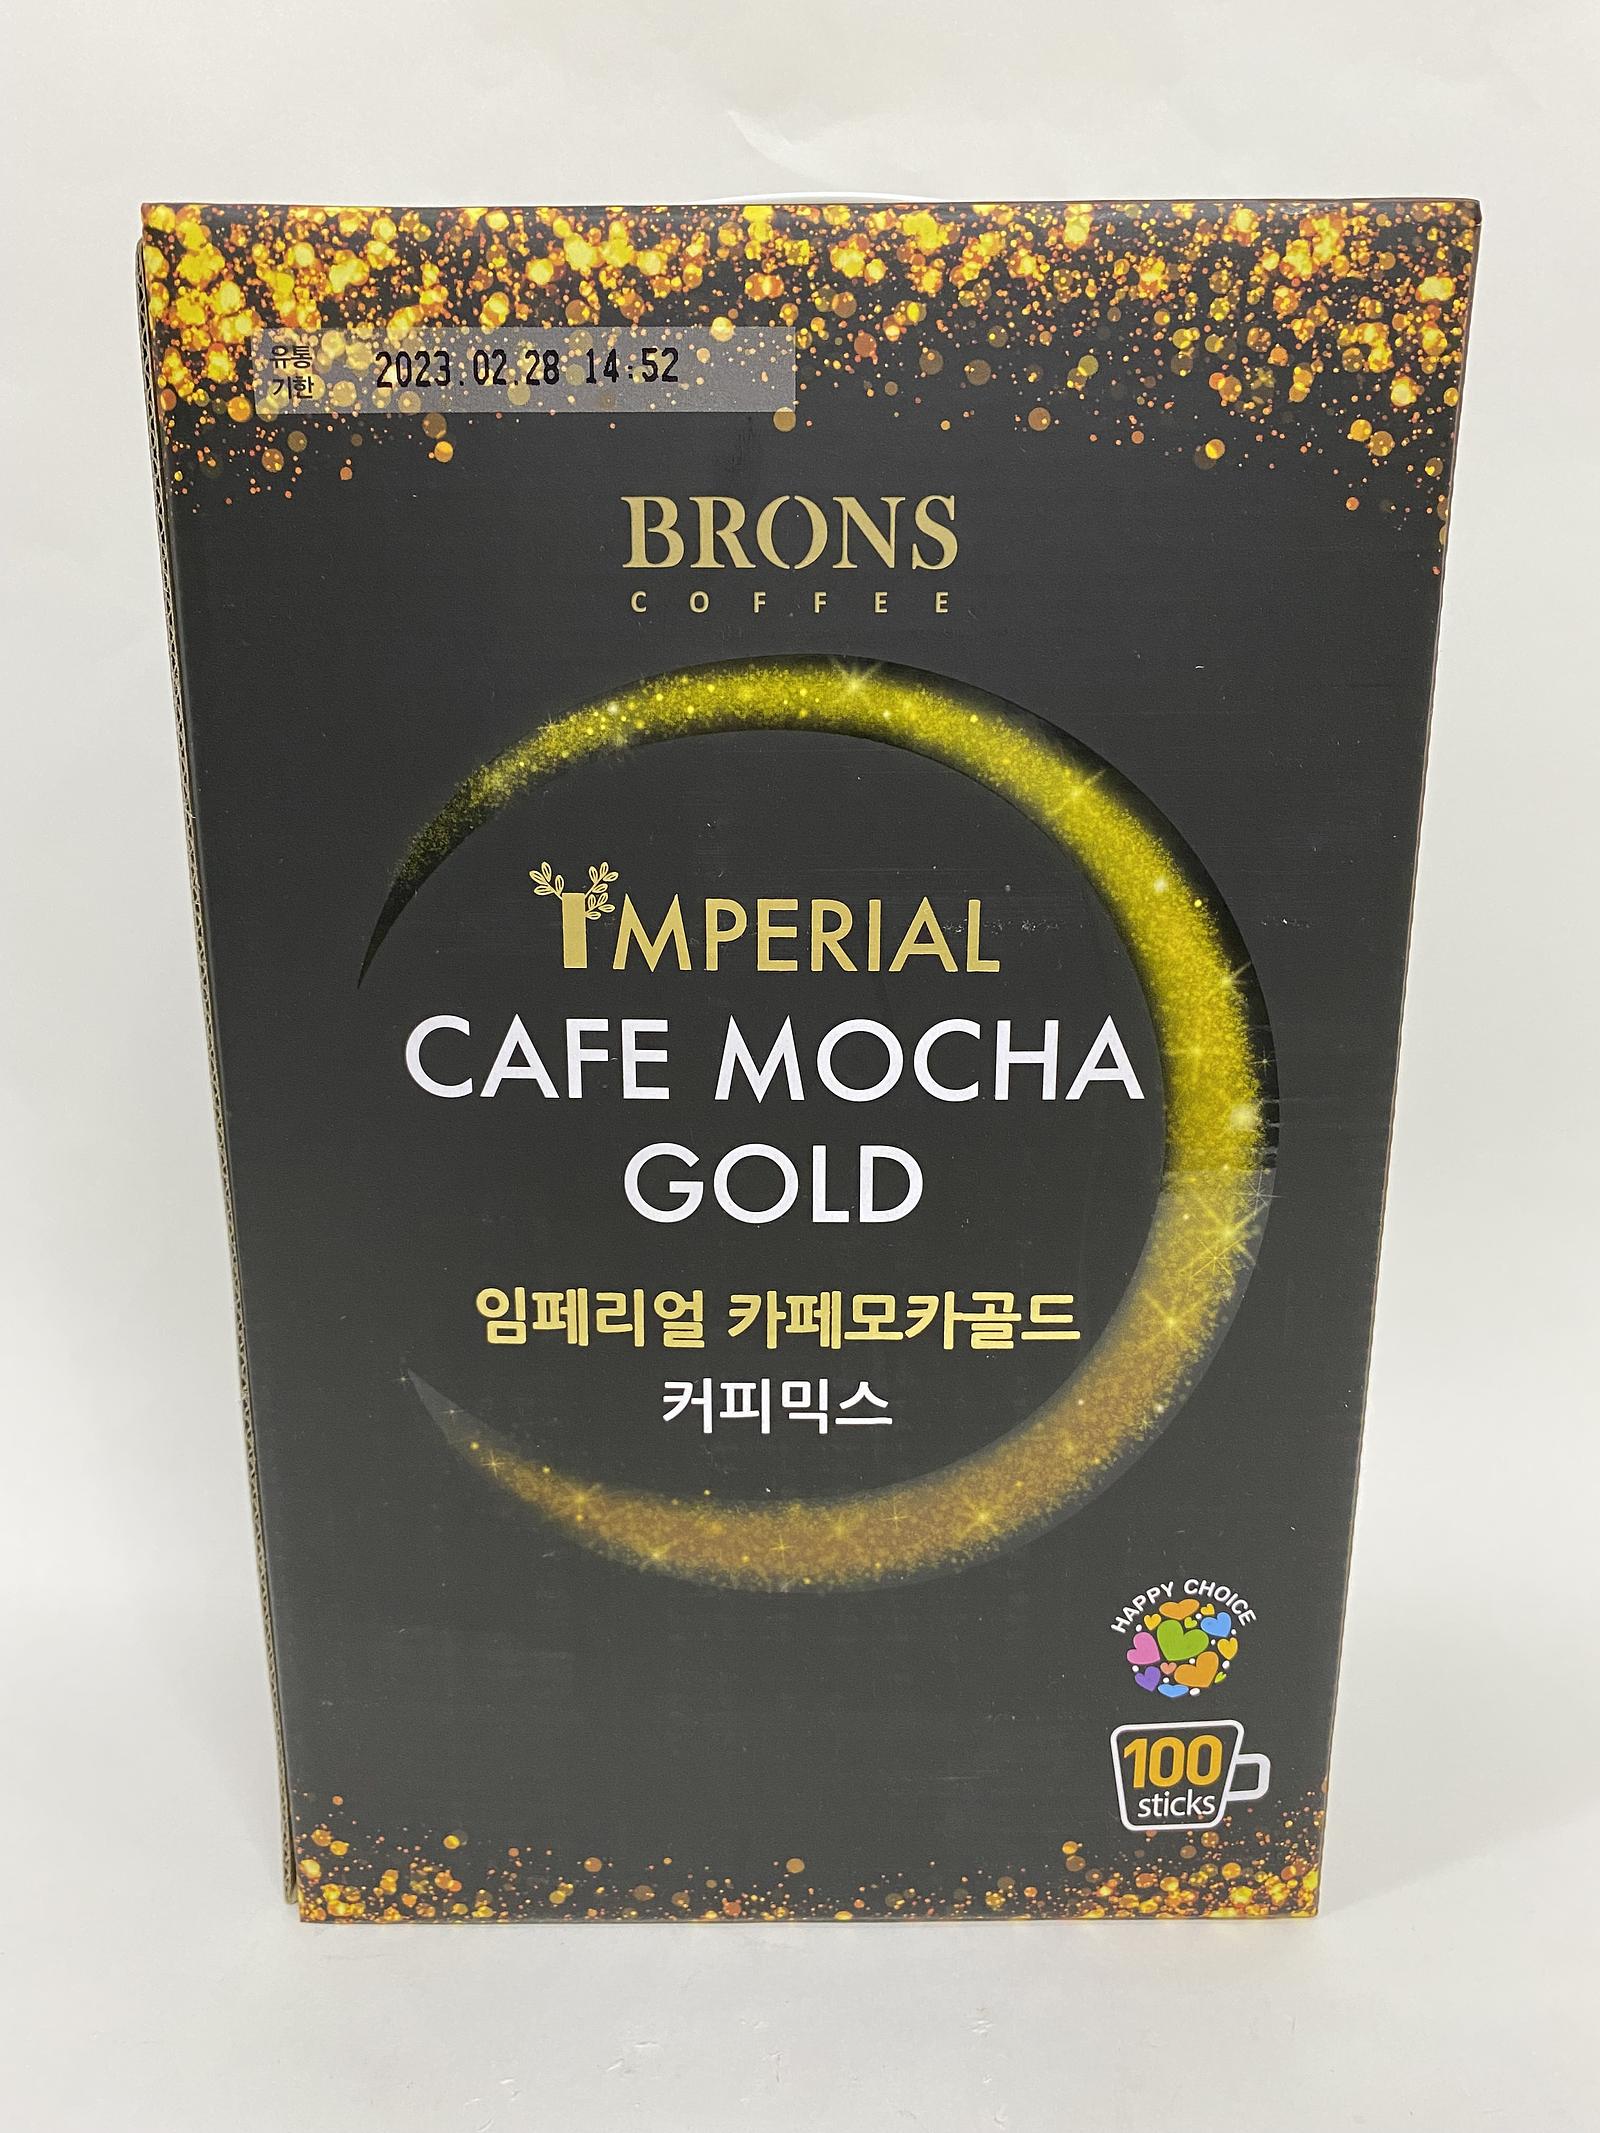 유통
기한
2023.02.28 14:52
BRONS
COFFEE
IMPERIAL
CAFE MOCHA
GOLD
임페리얼 카페모카골드
커피믹스
HAPPY CHOICE
100
sticks